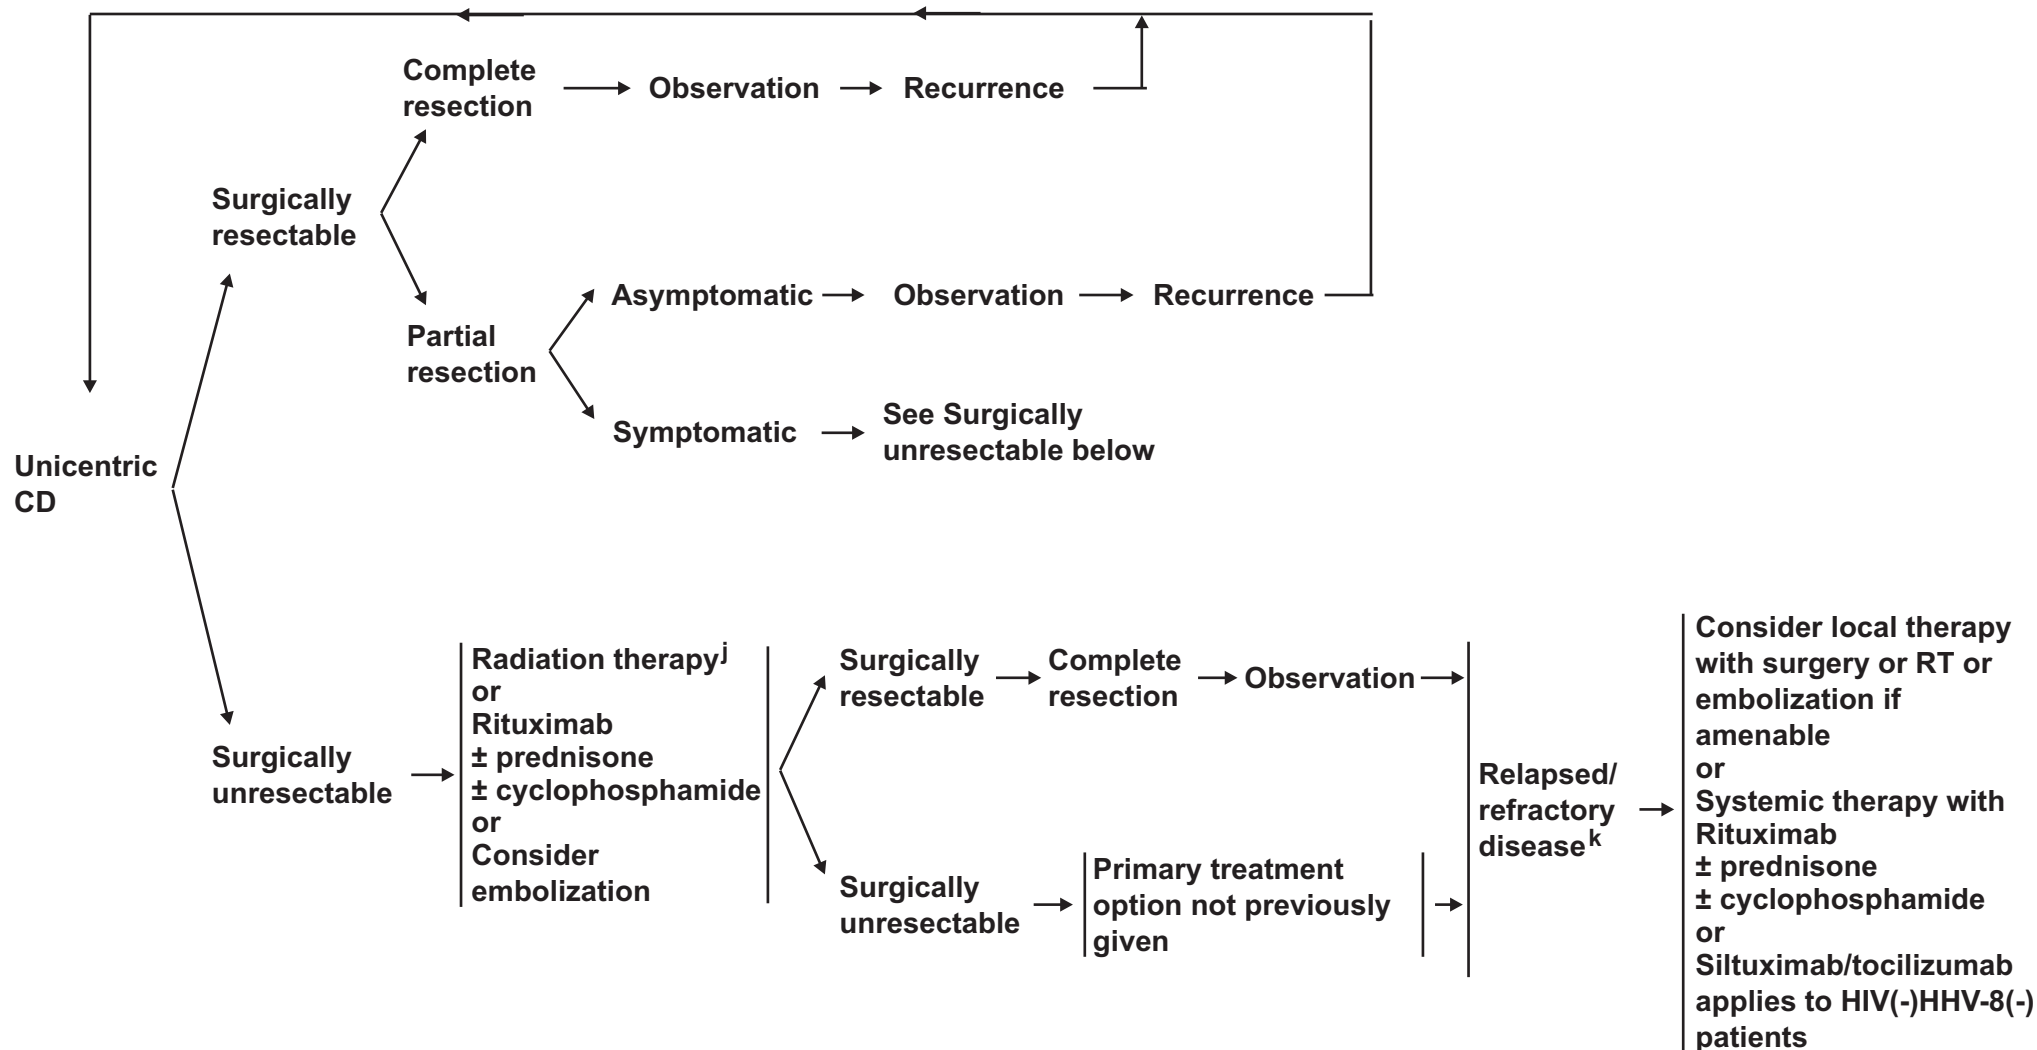 Complete
resection
Observation
Recurrence
Surgically
resectable
Asymptomatic
Observation
Recurrence
Partial
resection
Symptomatic
See Surgically
unresectable below
Unicentric
CD
Surgically
unresectable
Radiation therapyj
or
Rituximab
± prednisone
± cyclophosphamide
or
Consider
embolization
Surgically
resectable
Complete
resection
Observation
Surgically
unresectable
Primary treatment
option not previously
given
Relapsed/
refractory
diseasek
Consider local therapy
with surgery or RT or
embolization if
amenable
or
Systemic therapy with
Rituximab
± prednisone
± cyclophosphamide
or
Siltuximab/tocilizumab
applies to HIV(-)HHV-8(-)
patients